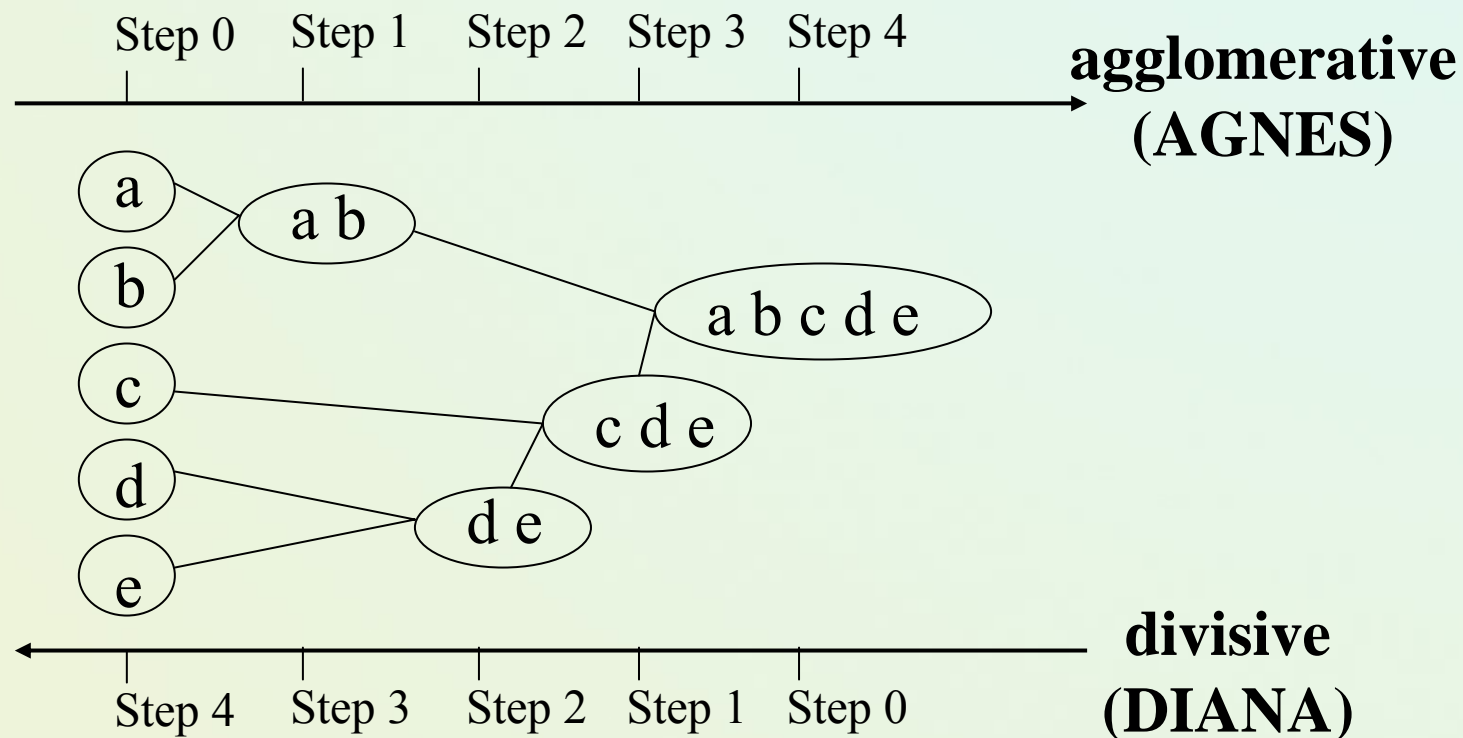 Step 0 Step 1 Step 2 Step 3 Step 4
agglomerative
(AGNES)
a
a b
b
a b c d e
c
c d e
d
d e
e
divisive
(DIANA)
Step 4 Step 3 Step 2 Step 1 Step 0